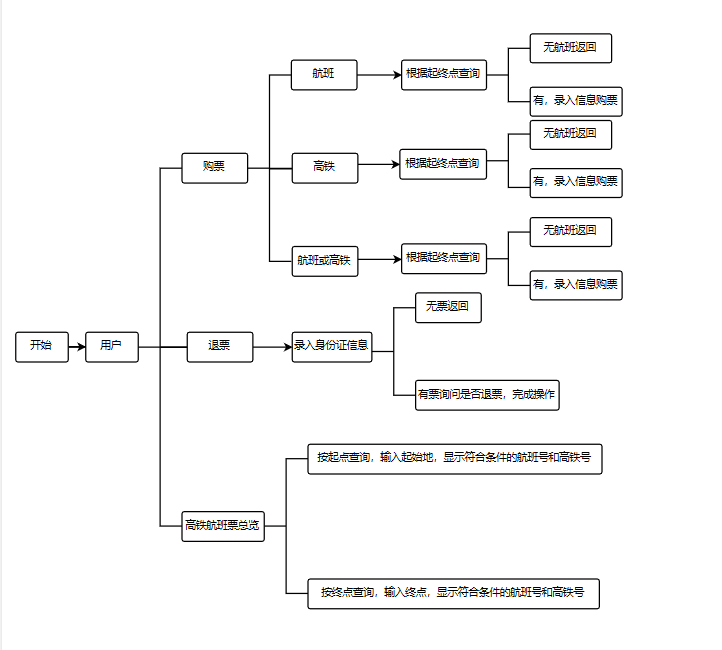 开始
用户
购票
航班
根据起终点查询
无航班返回
有，录入信息购票
高铁
根据起终点查询
无航班返回
有，录入信息购票
航班或高铁
根据起终点查询
无航班返回
有，录入信息购票
退票
录入身份证信息
无票返回
有票询问是否退票，完成操作
高铁航班票总览
按起点查询，输入起始地，显示符合条件的航班号和高铁号
按终点查询，输入终点，显示符合条件的航班号和高铁号